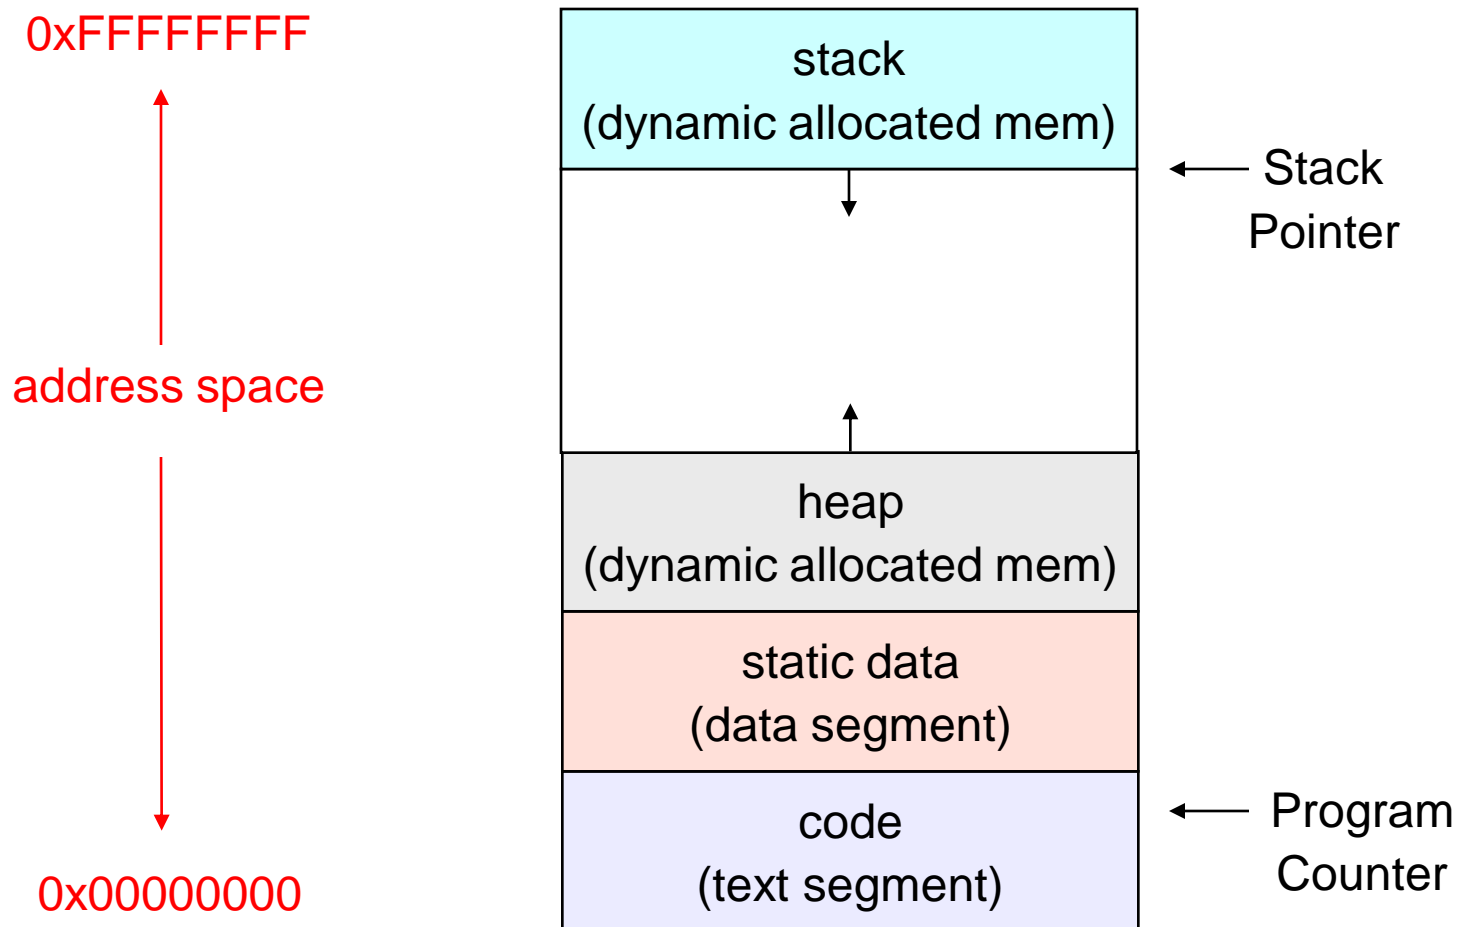 0xFFFFFFFF
stack
(dynamic allocated mem)
Stack
Pointer
address space
heap
(dynamic allocated mem)
static data
(data segment)
code
(text segment)
Program
Counter
0x00000000